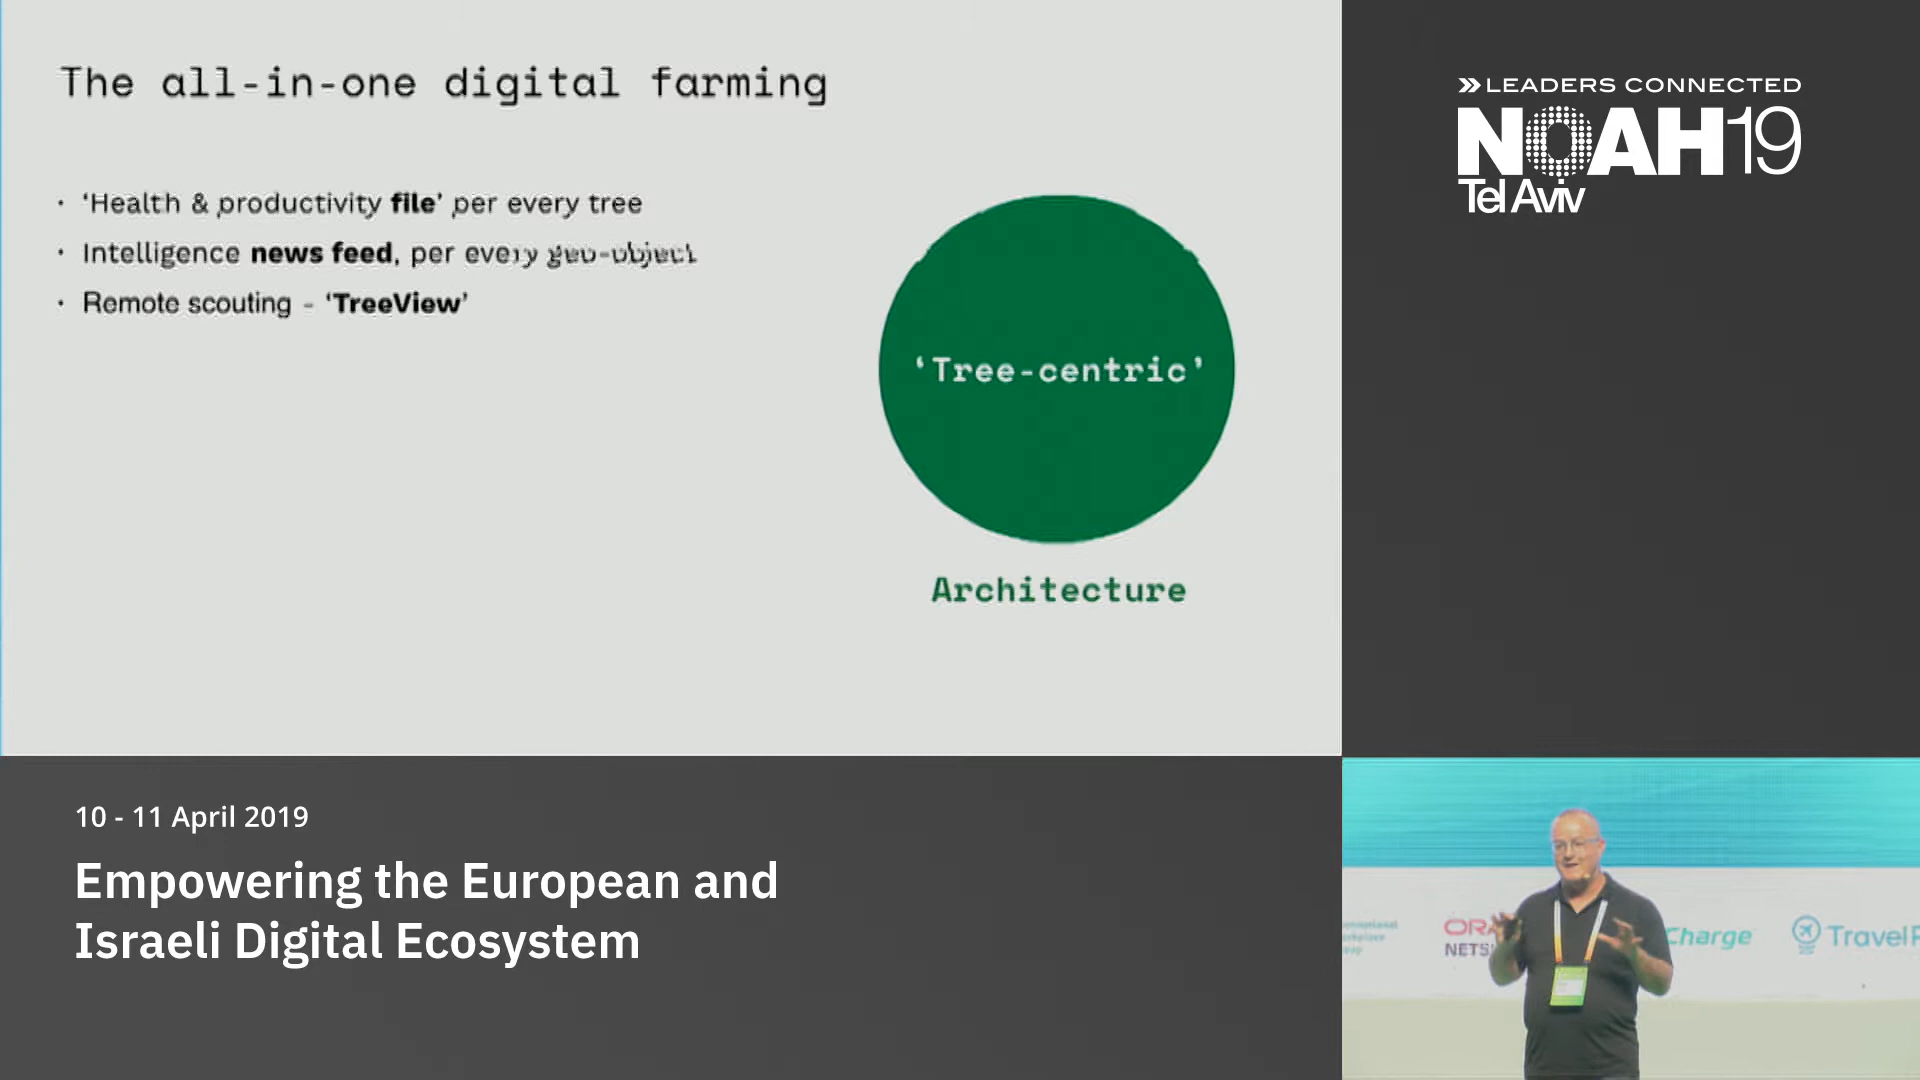 The all-in-one digital farming
· ‘Health & productivity file’ per every tree
· Intelligence news feed, per every geo-object
· Remote scouting - ‘TreeView’
‘Tree-centric’
Architecture
LEADERS CONNECTED
NOAH19
Tel Aviv
10 - 11 April 2019
Empowering the European and
Israeli Digital Ecosystem
Charge